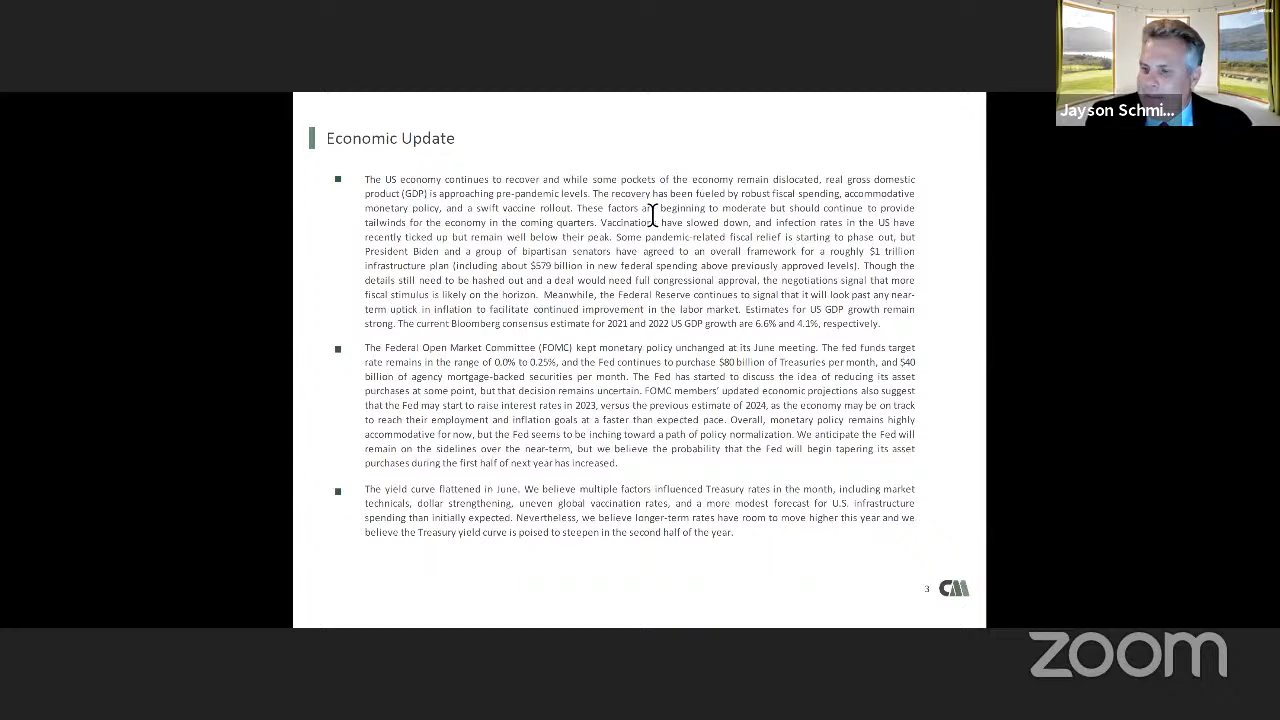 Jayson Schmi...
Economic Update
The US economy continues to recover and while some pockets of the economy remain dislocated, real gross domestic
product (GDP) is approaching pre-pandemic levels. The recovery has been fueled by robust fiscal spending, accommodative
monetary policy, and a swift vaccine rollout. These factors are beginning to moderate but should continue to provide
tailwinds for the economy in the coming quarters. Vaccinations have slowed down, and infection rates in the US have
recently ticked up but remain well below their peak. Some pandemic-related fiscal relief is starting to phase out, but
President Biden and a group of bipartisan senators have agreed to an overall framework for a roughly $1 trillion
infrastructure plan (including about $579 billion in new federal spending above previously approved levels). Though the
details still need to be hashed out and a deal would need full congressional approval, the negotiations signal that more
fiscal stimulus is likely on the horizon. Meanwhile, the Federal Reserve continues to signal that it will look past any near-
term uptick in inflation to facilitate continued improvement in the labor market. Estimates for US GDP growth remain
strong. The current Bloomberg consensus estimate for 2021 and 2022 US GDP growth are 6.6% and 4.1%, respectively.
The Federal Open Market Committee (FOMC) kept monetary policy unchanged at its June meeting. The fed funds target
rate remains in the range of 0.0% to 0.25%, and the Fed continues to purchase $80 billion of Treasuries per month, and $40
billion of agency mortgage-backed securities per month. The Fed has started to discuss the idea of reducing its asset
purchases at some point, but that decision remains uncertain. FOMC members' updated economic projections also suggest
that the Fed may start to raise interest rates in 2023, versus the previous estimate of 2024, as the economy may be on track
to reach their employment and inflation goals at a faster than expected pace. Overall, monetary policy remains highly
accommodative for now, but the Fed seems to be inching toward a path of policy normalization. We anticipate the Fed will
remain on the sidelines over the near-term, but we believe the probability that the Fed will begin tapering its asset
purchases during the first half of next year has increased.
The yield curve flattened in June. We believe multiple factors influenced Treasury rates in the month, including market
technicals, dollar strengthening, uneven global vaccination rates, and a more modest forecast for U.S. infrastructure
spending than initially expected. Nevertheless, we believe longer-term rates have room to move higher this year and we
believe the Treasury yield curve is poised to steepen in the second half of the year.
3
CM
zoom